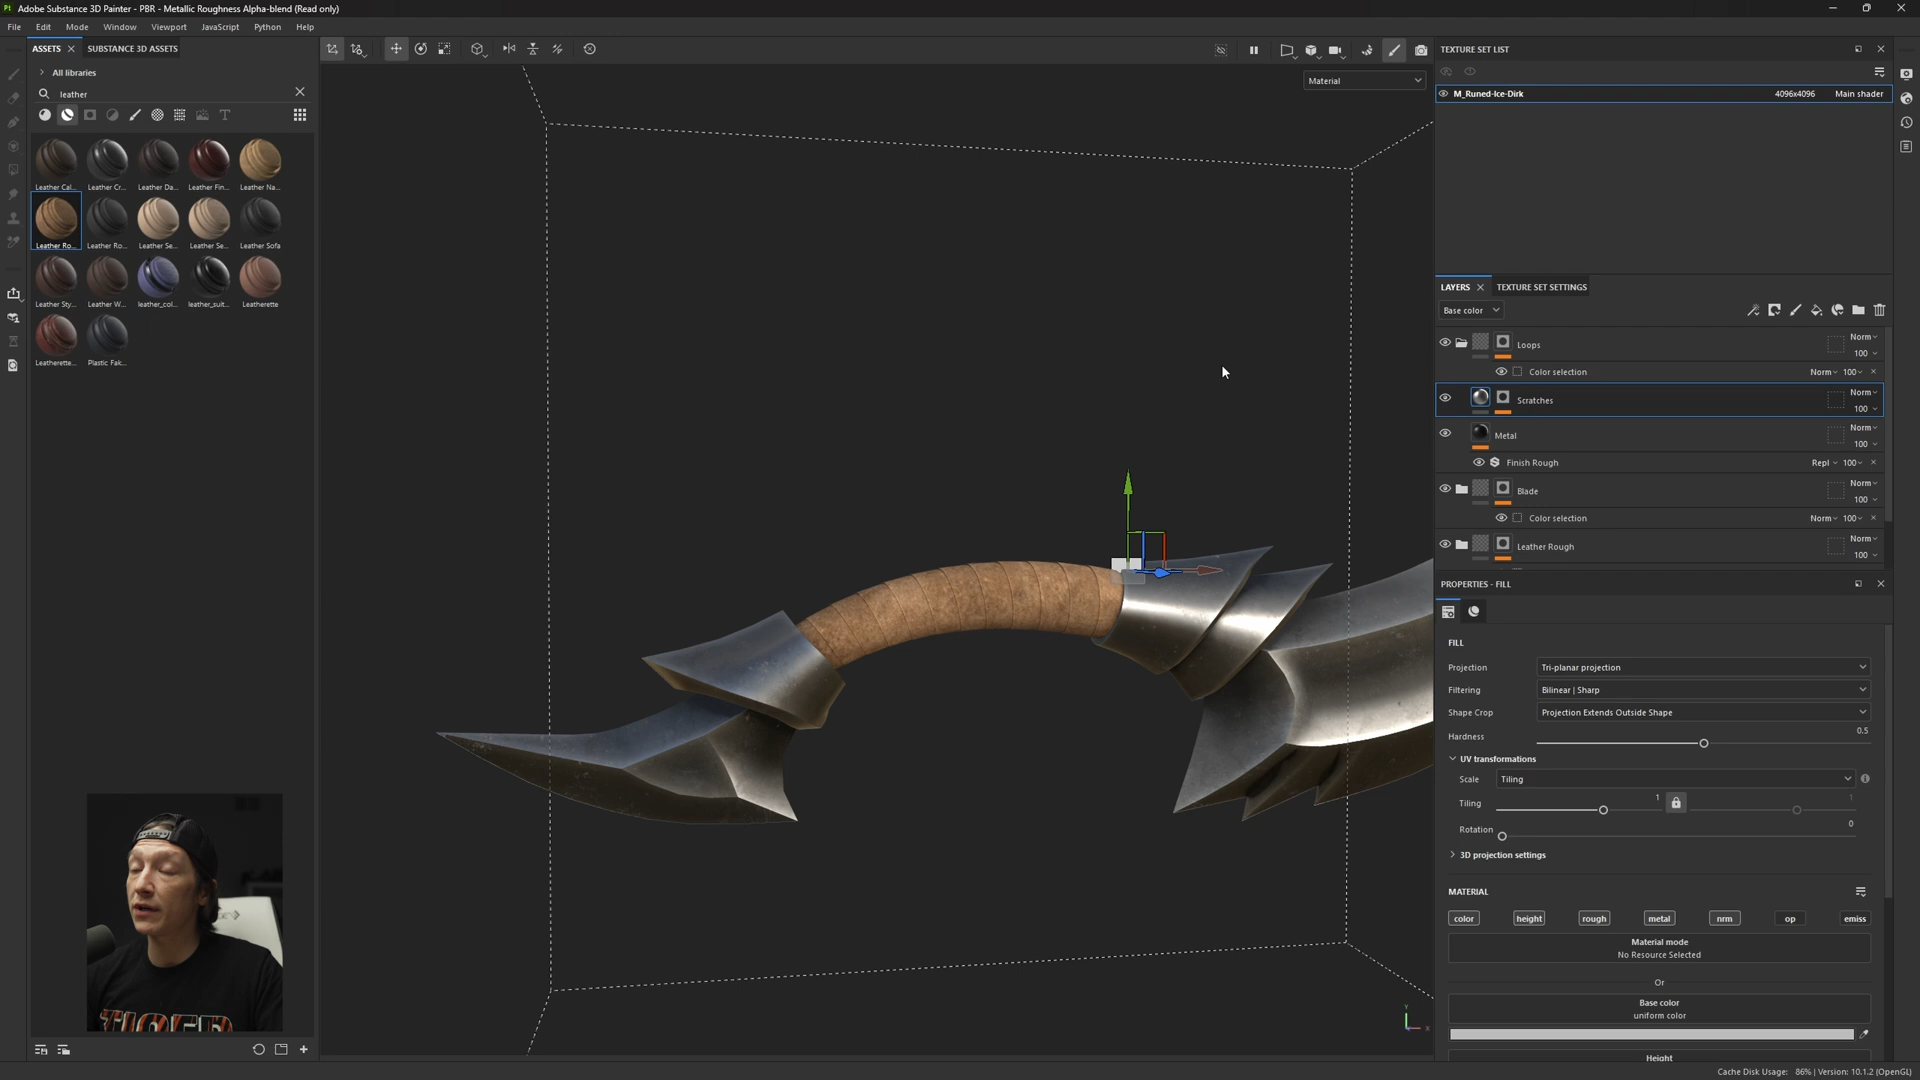 Adobe Substance 3D Painter - PBR - Metallic Roughness Alpha-blend (Read only)
File Edit Mode Window Viewport JavaScript Python Help
ASSETS SUBSTANCE 3D ASSETS
All libraries
leather
Leather Cal... Leather Cr... Leather Da... Leather Fin... Leather Na...
Leather Ro... Leather Ro... Leather Se... Leather Se... Leather Sofa
Leather Sty... Leather W... leather_col... leather_suit... Leatherette
Leatherette... Plastic Fak...
Material
TEXTURE SET LIST
M_Runed-Ice-Dirk 4096x4096 Main shader
LAYERS TEXTURE SET SETTINGS
Base color
Loops Norm 100
Color selection Norm 100
Scratches Norm 100
Metal Norm 100
Finish Rough Repl 100
Blade Norm 100
Color selection Norm 100
Leather Rough Norm 100
PROPERTIES - FILL
FILL
Projection Tri-planar projection
Filtering Bilinear | Sharp
Shape Crop Projection Extends Outside Shape
Hardness 0.5
UV transformations
Scale Tiling
Tiling 1 1
Rotation 0
3D projection settings
MATERIAL
color height rough metal nrm op emiss
Material mode
No Resource Selected
Or
Base color
uniform color
Height
Y
X
TIGER
Cache Disk Usage: 86% | Version: 10.1.2 (OpenGL)